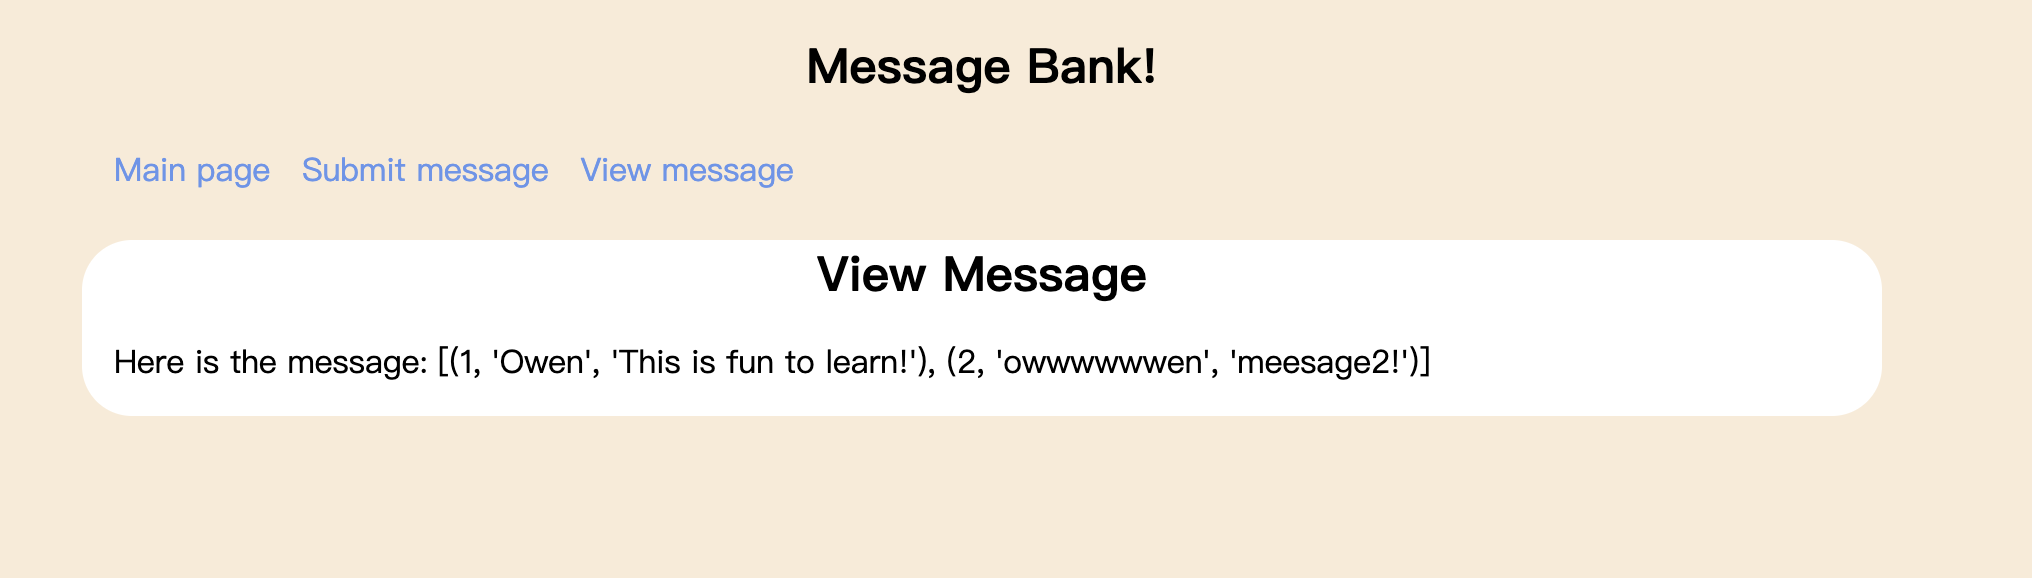 Message Bank!
Main page Submit message View message
View Message
Here is the message: [(1, 'Owen', 'This is fun to learn!'), (2, 'owwwwwwen', 'meesage2!')]